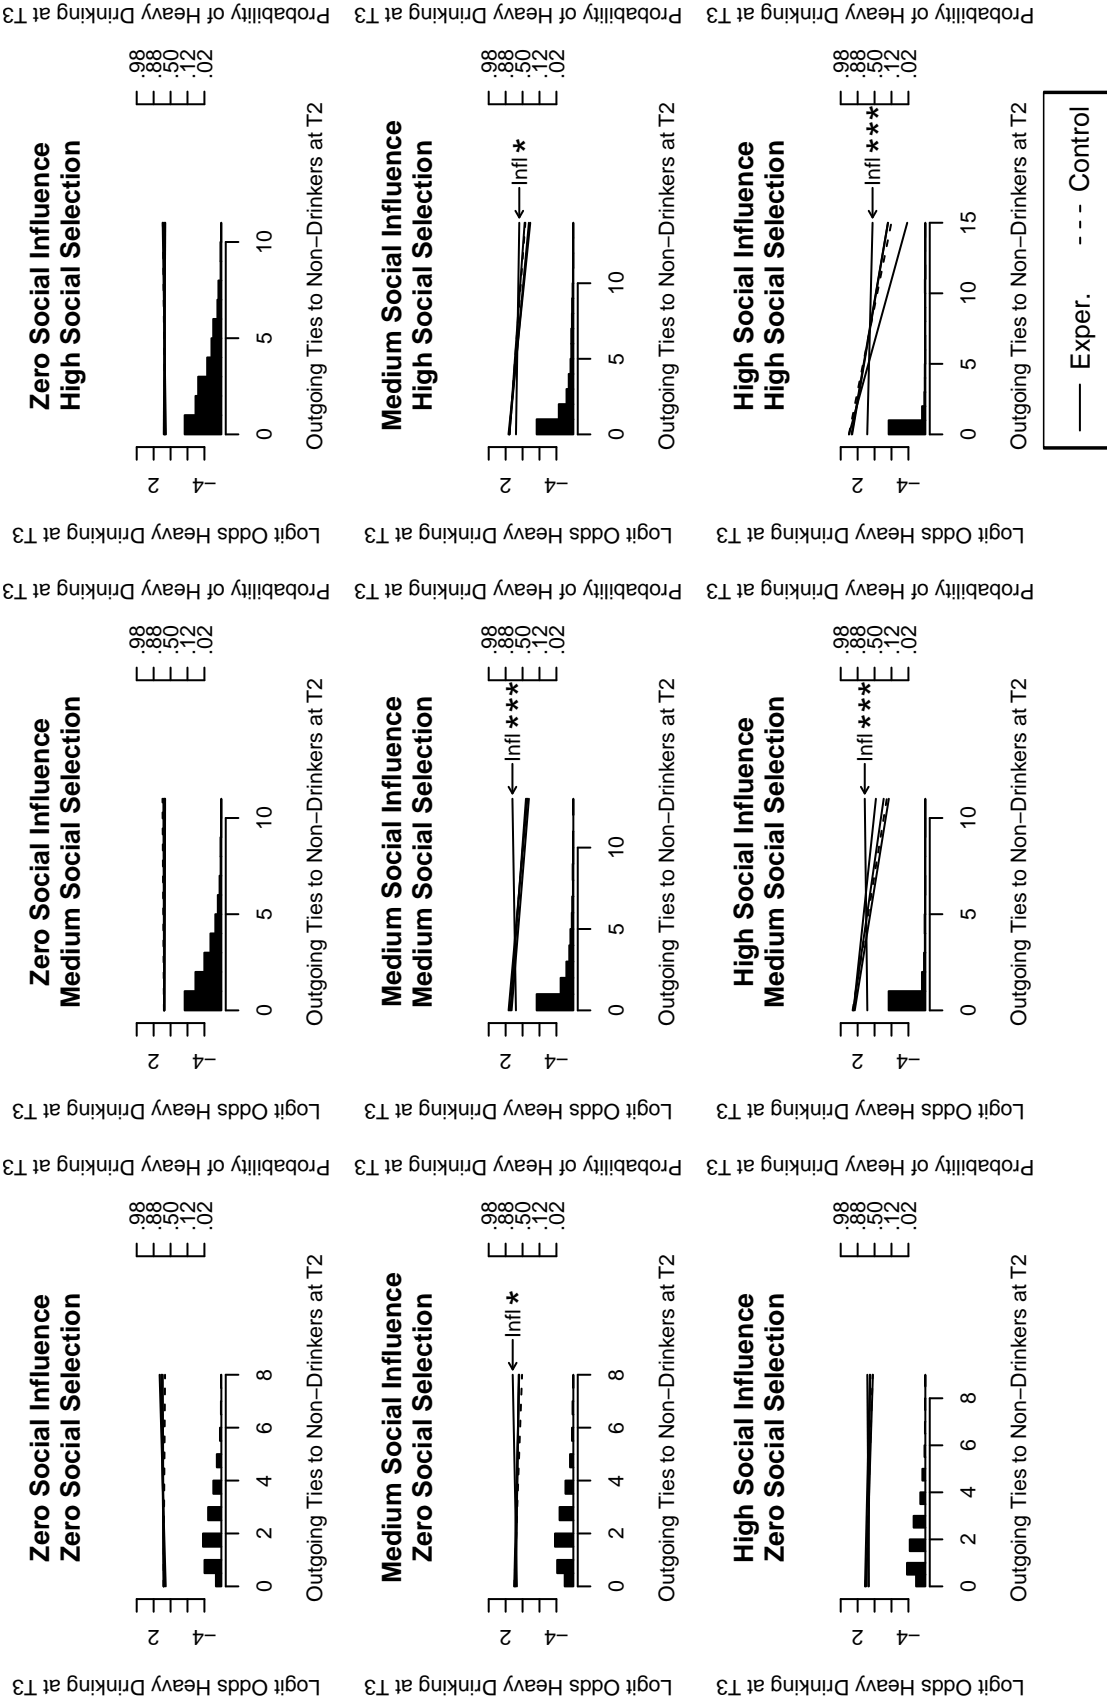 Zero Social Influence
Zero Social Selection
Logit Odds Heavy Drinking at T3
2
−4
.98
.88
.50
.12
.02
Probability of Heavy Drinking at T3
0 2 4 6 8
Outgoing Ties to Non−Drinkers at T2
Zero Social Influence
Medium Social Selection
Logit Odds Heavy Drinking at T3
2
−4
.98
.88
.50
.12
.02
Probability of Heavy Drinking at T3
0 5 10
Outgoing Ties to Non−Drinkers at T2
Zero Social Influence
High Social Selection
Logit Odds Heavy Drinking at T3
2
−4
.98
.88
.50
.12
.02
Probability of Heavy Drinking at T3
0 5 10
Outgoing Ties to Non−Drinkers at T2
Medium Social Influence
Zero Social Selection
Logit Odds Heavy Drinking at T3
2
−4
Infl *
.98
.88
.50
.12
.02
Probability of Heavy Drinking at T3
0 2 4 6 8
Outgoing Ties to Non−Drinkers at T2
Medium Social Influence
Medium Social Selection
Logit Odds Heavy Drinking at T3
2
−4
Infl ***
.98
.88
.50
.12
.02
Probability of Heavy Drinking at T3
0 5 10
Outgoing Ties to Non−Drinkers at T2
Medium Social Influence
High Social Selection
Logit Odds Heavy Drinking at T3
2
−4
Infl *
.98
.88
.50
.12
.02
Probability of Heavy Drinking at T3
0 5 10
Outgoing Ties to Non−Drinkers at T2
High Social Influence
Zero Social Selection
Logit Odds Heavy Drinking at T3
2
−4
.98
.88
.50
.12
.02
Probability of Heavy Drinking at T3
0 2 4 6 8
Outgoing Ties to Non−Drinkers at T2
High Social Influence
Medium Social Selection
Logit Odds Heavy Drinking at T3
2
−4
Infl ***
.98
.88
.50
.12
.02
Probability of Heavy Drinking at T3
0 5 10
Outgoing Ties to Non−Drinkers at T2
High Social Influence
High Social Selection
Logit Odds Heavy Drinking at T3
2
−4
Infl ***
.98
.88
.50
.12
.02
Probability of Heavy Drinking at T3
0 5 10 15
Outgoing Ties to Non−Drinkers at T2
Exper. Control